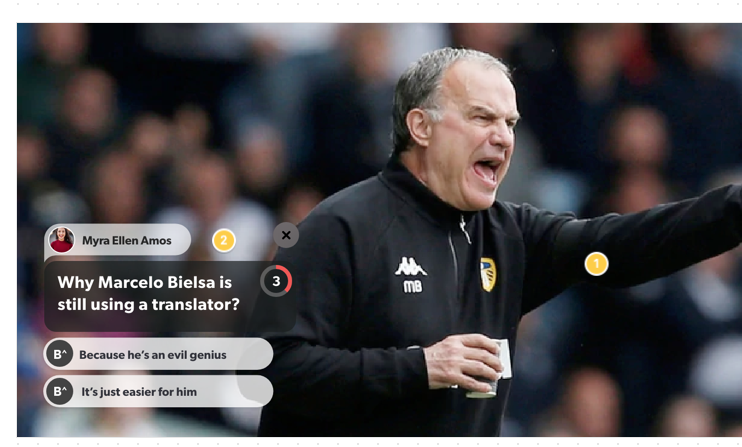 Myra Ellen Amos
2
×
Why Marcelo Bielsa is
3
still using a translator?
B^ Because he's an evil genius
B^ It's just easier for him
1
MB